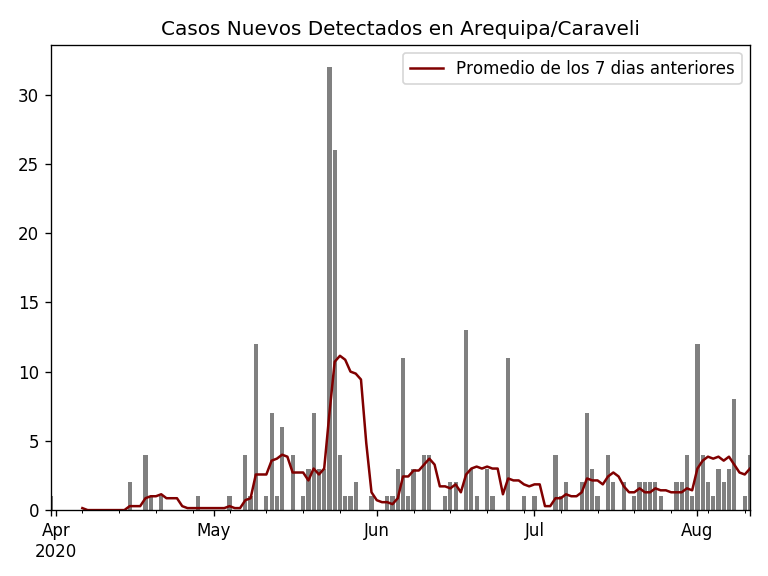 Casos Nuevos Detectados en Arequipa/Caraveli
Promedio de los 7 dias anteriores
30
25
20
15
10
5
0
Apr May Jun Jul Aug
2020